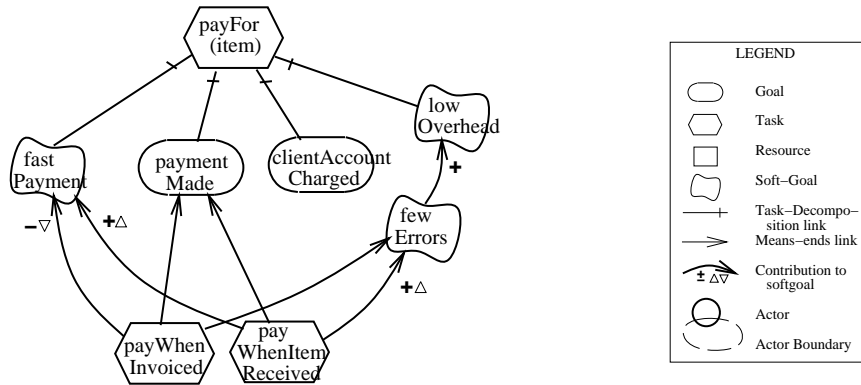 payFor
(item)
low
Overhead
fast
Payment
payment
Made
clientAccount
Charged
+
few
Errors
−▽
+△
+△
payWhen
Invoiced
pay
WhenItem
Received
LEGEND
Goal
Task
Resource
Soft−Goal
Task−Decompo−
sition link
Means−ends link
Contribution to
softgoal
± △▽
Actor
Actor Boundary